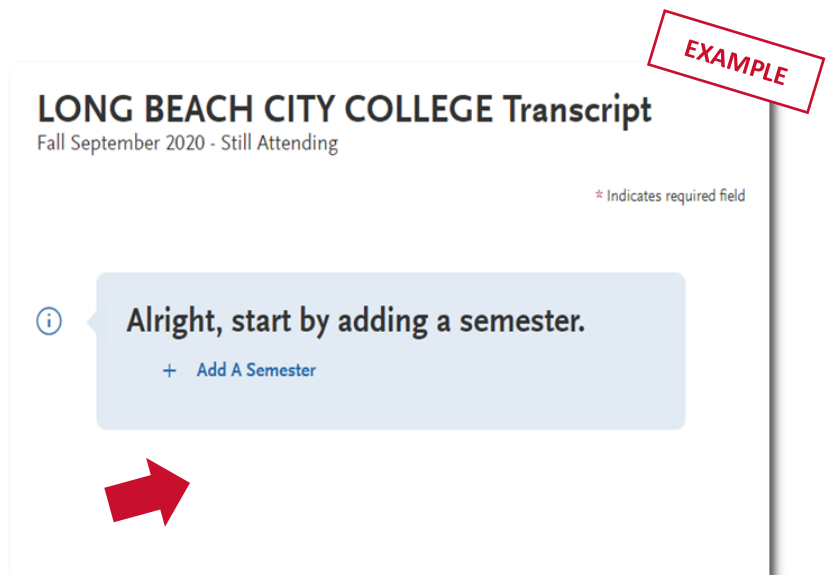 EXAMPLE
LONG BEACH CITY COLLEGE Transcript
Fall September 2020 - Still Attending
* Indicates required field
Alright, start by adding a semester.
+ Add A Semester